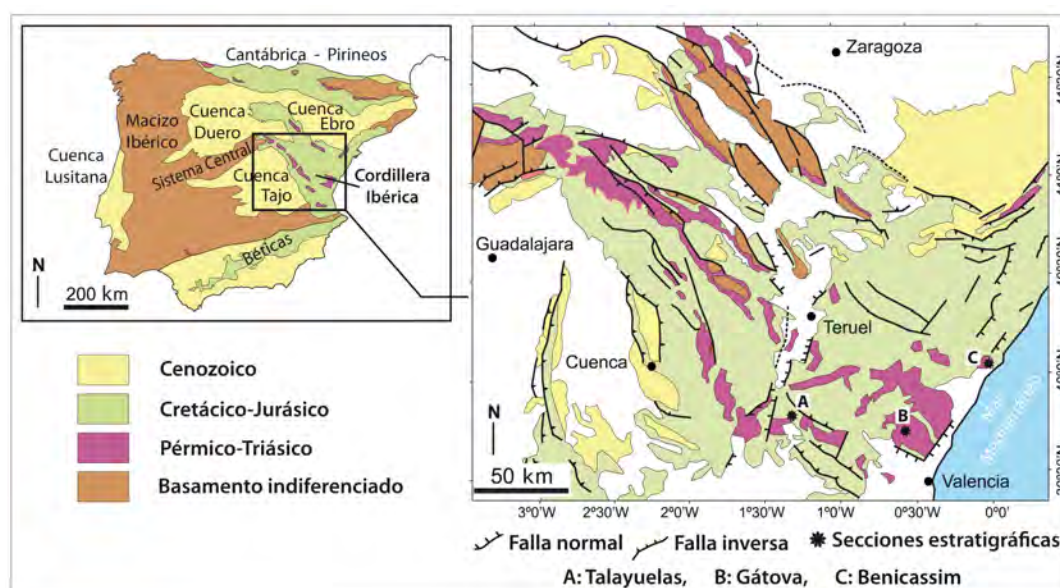 Cantábrica - Pirineos
Cuenca
Duero
Cuenca
Ebro
Macizo
Ibérico
Cuenca
Lusitana
Sistema Central
Cuenca
Tajo
Cordillera
Ibérica
Béticas
N
200 km
Cenozoico
Cretácico-Jurásico
Pérmico-Triásico
Basamento indiferenciado
Zaragoza
Guadalajara
Teruel
Cuenca
C
A
B
N
50 km
Valencia
Mar
Mediterráneo
3°0'W
2°30'W
2°0'W
1°30'W
1°0'W
0°30'W
0°0'
Falla normal
Falla inversa
Secciones estratigráficas
A: Talayuelas, B: Gátova, C: Benicassim